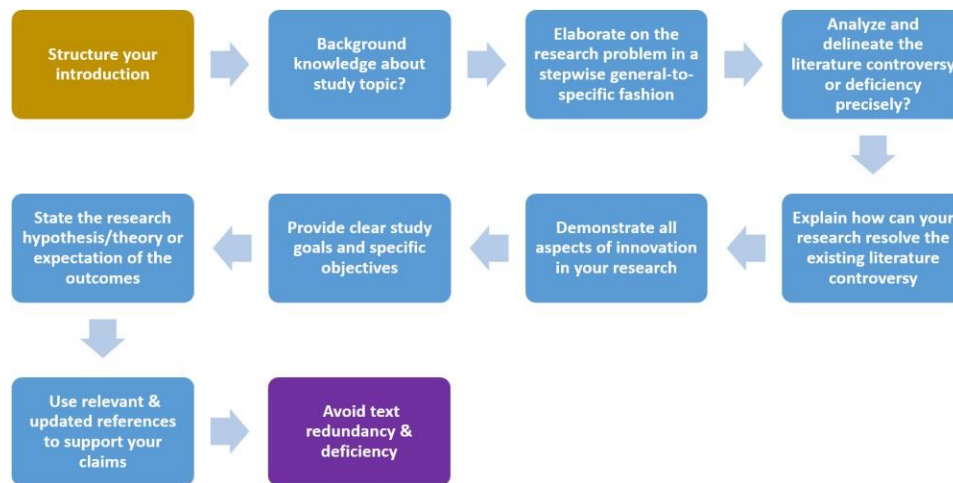 Structure your
introduction
Background
knowledge about
study topic?
Elaborate on the
research problem in a
stepwise general-to-
specific fashion
Analyze and
delineate the
literature controversy
or deficiency
precisely?
Explain how can your
research resolve the
existing literature
controversy
Demonstrate all
aspects of innovation
in your research
Provide clear study
goals and specific
objectives
State the research
hypothesis/theory or
expectation of the
outcomes
Use relevant &
updated references
to support your
claims
Avoid text
redundancy &
deficiency